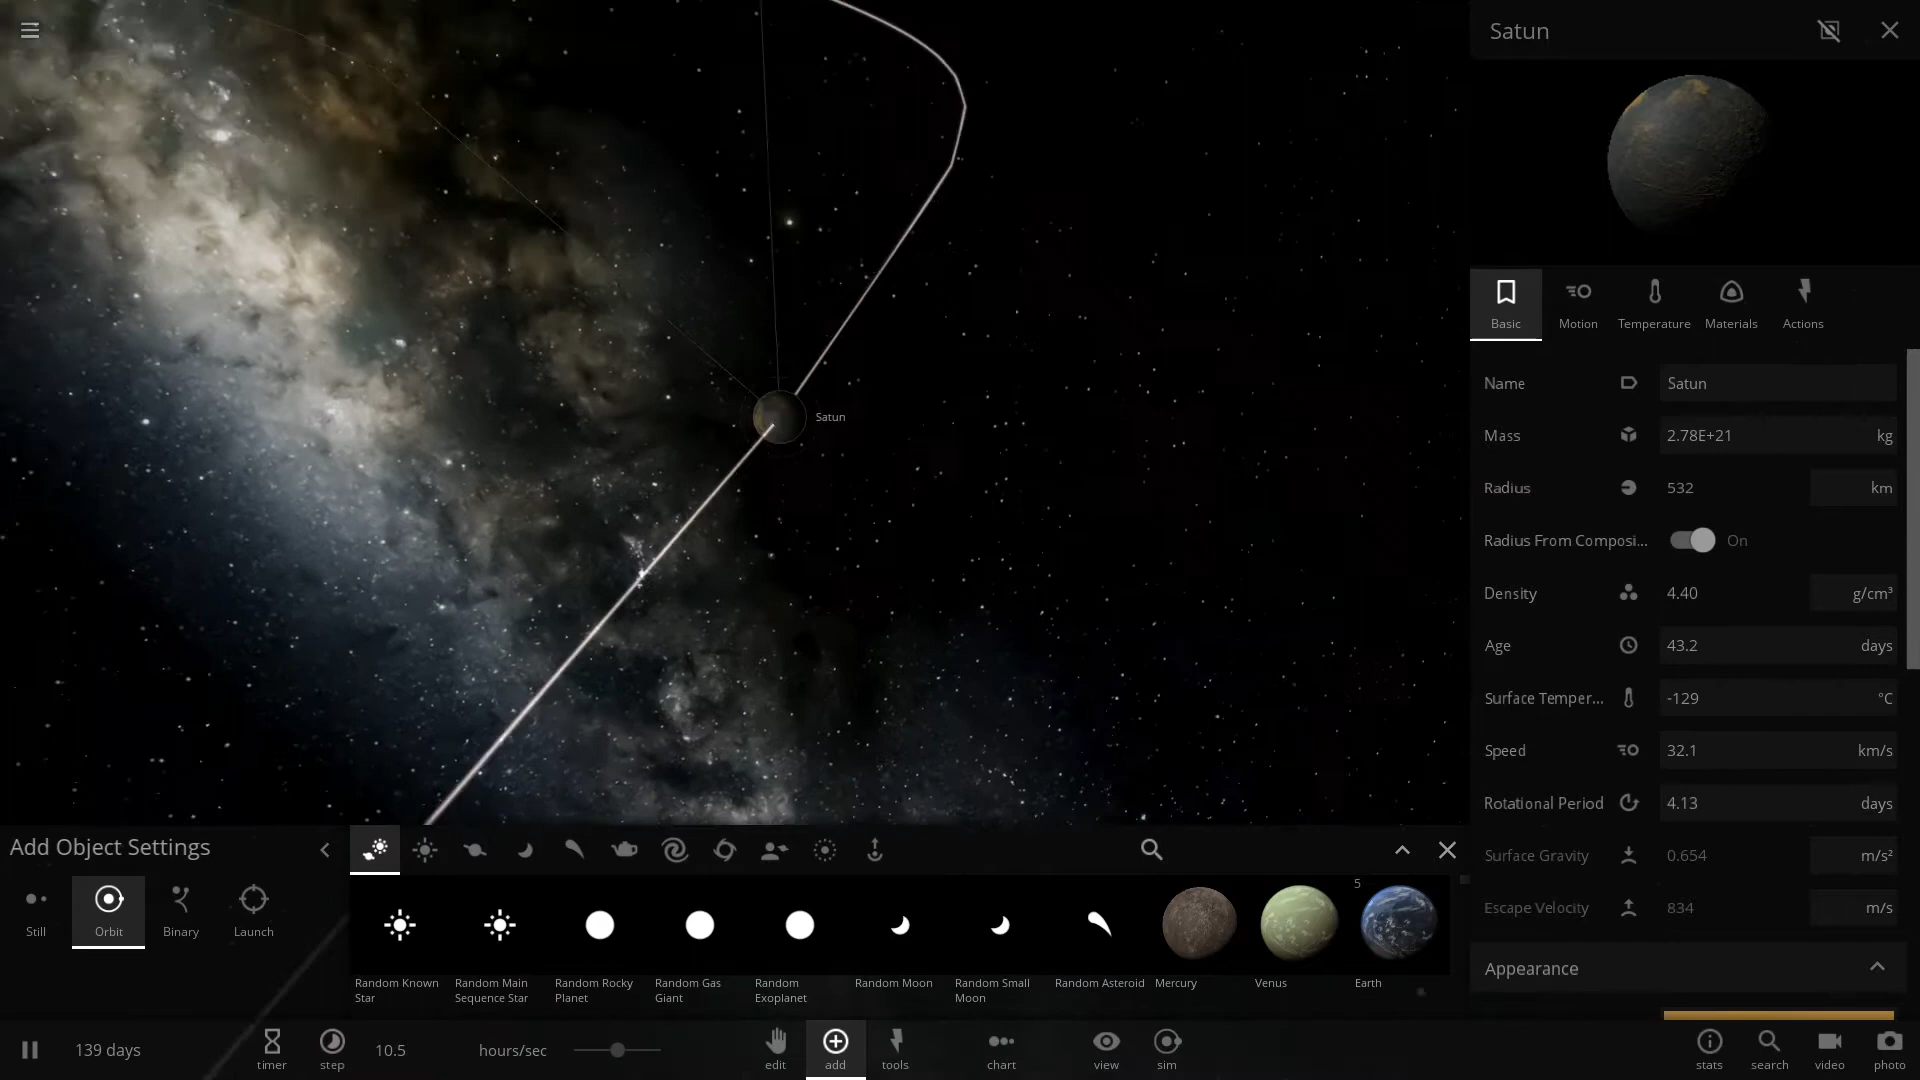 Satun
Satun
Basic
Motion
Temperature
Materials
Actions
Name
Satun
Mass
2.78E+21
kg
Radius
532
km
Radius From Composi...
On
Density
4.40
g/cm³
Age
43.2
days
Surface Temper...
-129
°C
Speed
32.1
km/s
Rotational Period
4.13
days
Surface Gravity
0.654
m/s²
Escape Velocity
834
m/s
Appearance
Add Object Settings
Still
Orbit
Binary
Launch
5
Random Known
Star
Random Main
Sequence Star
Random Rocky
Planet
Random Gas
Giant
Random
Exoplanet
Random Moon
Random Small
Moon
Random Asteroid
Mercury
Venus
Earth
139 days
timer
step
10.5
hours/sec
edit
add
tools
chart
view
sim
stats
search
video
photo